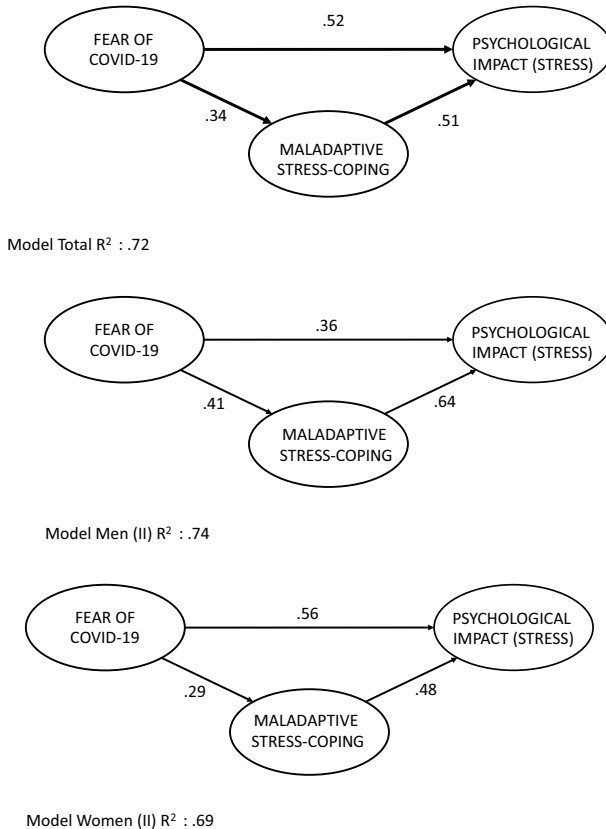 .52
FEAR OF
COVID-19
PSYCHOLOGICAL
IMPACT (STRESS)
.34
.51
MALADAPTIVE
STRESS-COPING
Model Total R² : .72
FEAR OF
COVID-19
.36
PSYCHOLOGICAL
IMPACT (STRESS)
.41
.64
MALADAPTIVE
STRESS-COPING
Model Men (II) R² : .74
FEAR OF
COVID-19
.56
PSYCHOLOGICAL
IMPACT (STRESS)
.29
.48
MALADAPTIVE
STRESS-COPING
Model Women (II) R² : .69